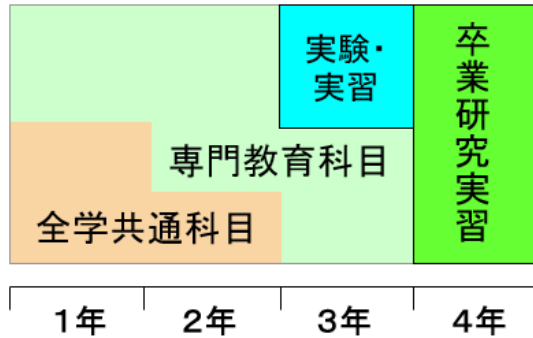 実験・
実習
卒業研究実習
専門教育科目
全学共通科目
1年
2年
3年
4年